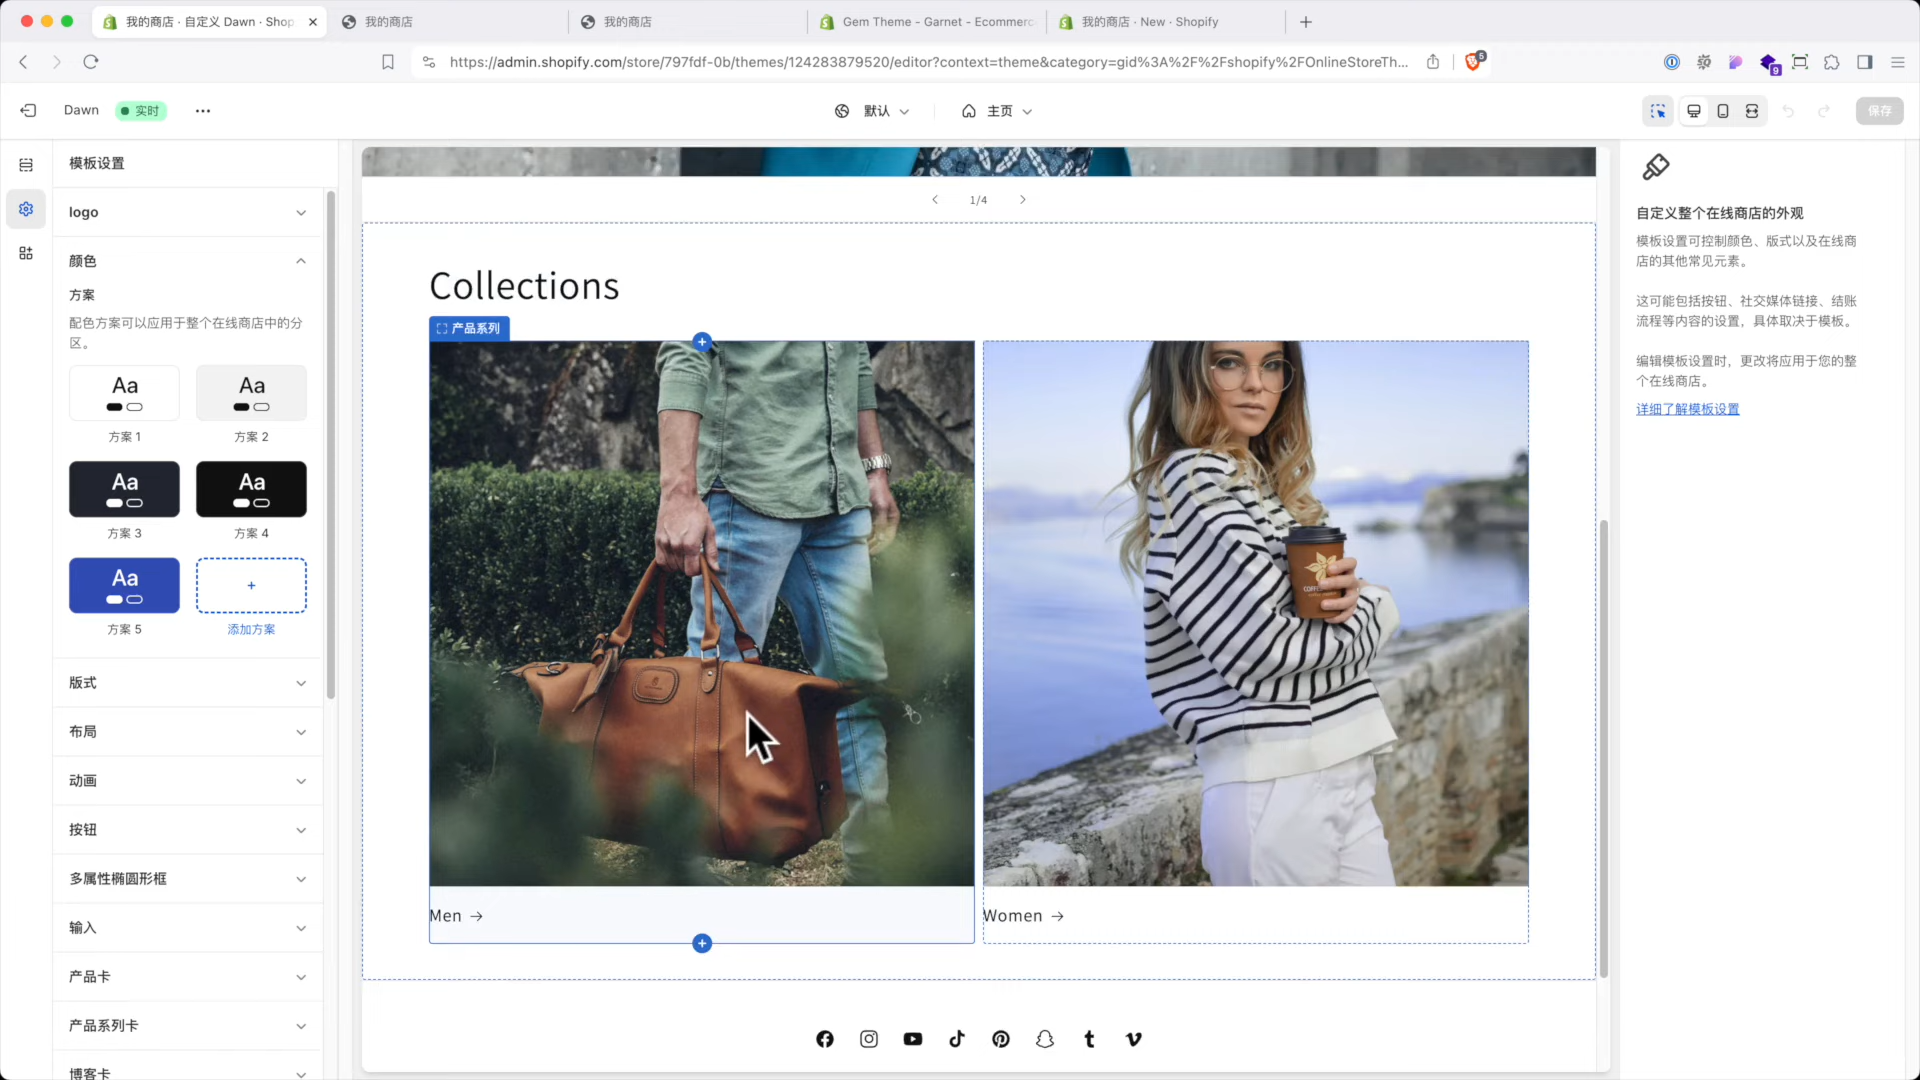 我的商店 · 自定义 Dawn · Shop
我的商店
我的商店
Gem Theme - Garnet - Ecommerc
我的商店 · New · Shopify
https://admin.shopify.com/store/797fdf-0b/themes/124283879520/editor?context=theme&category=gid%3A%2F%2Fshopify%2FOnlineStoreTh...
5
9
Dawn
实时
默认
主页
保存
模板设置
logo
颜色
方案
配色方案可以应用于整个在线商店中的分
区。
Aa
Aa
方案 1
方案 2
Aa
Aa
方案 3
方案 4
Aa
方案 5
添加方案
版式
布局
动画
按钮
多属性椭圆形框
输入
产品卡
产品系列卡
博客卡
1/4
Collections
产品系列
Men →
Women →
自定义整个在线商店的外观
模板设置可控制颜色、版式以及在线商
店的其他常见元素。
这可能包括按钮、社交媒体链接、结账
流程等内容的设置，具体取决于模板。
编辑模板设置时，更改将应用于您的整
个在线商店。
详细了解模板设置